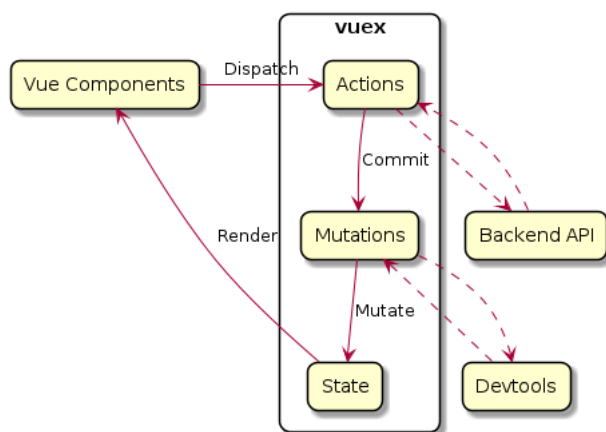 vuex
Vue Components
Dispatch
Actions
Commit
Render
Mutations
Backend API
Mutate
State
Devtools